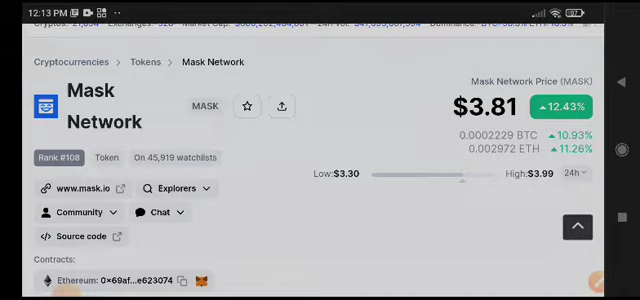 12:13 PM
67
Cryptocurrencies > Tokens > Mask Network
Mask Network Price (MASK)
Mask
Network
MASK
$3.81
12.43%
0.0002229 BTC 10.93%
0.002972 ETH 11.26%
Rank #108 Token On 45,919 watchlists
Low:$3.30 High:$3.99 24h
www.mask.io Explorers
Community Chat
Source code
Contracts:
Ethereum: 0x69af...e623074